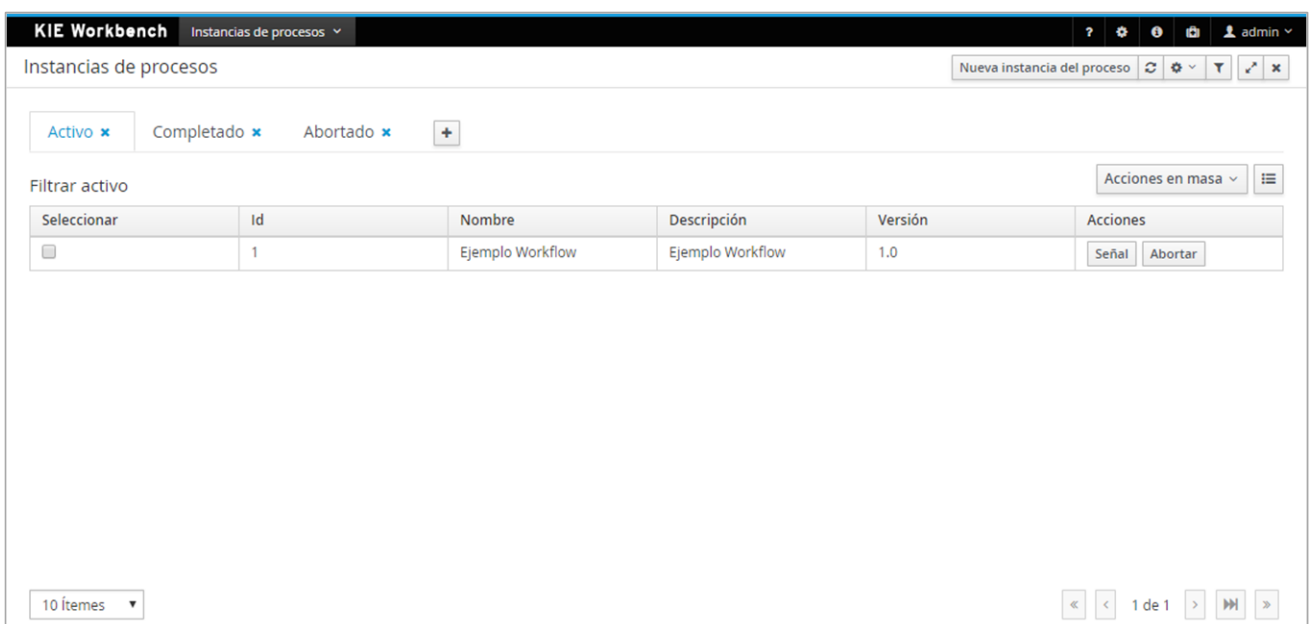 KIE Workbench Instancias de procesos ? admin
Instancias de procesos Nueva instancia del proceso
Activo Completado Abortado
Filtrar activo Acciones en masa
Seleccionar Id Nombre Descripción Versión Acciones
1 Ejemplo Workflow Ejemplo Workflow 1.0 Señal Abortar
10 Ítemes « < 1 de 1 > »